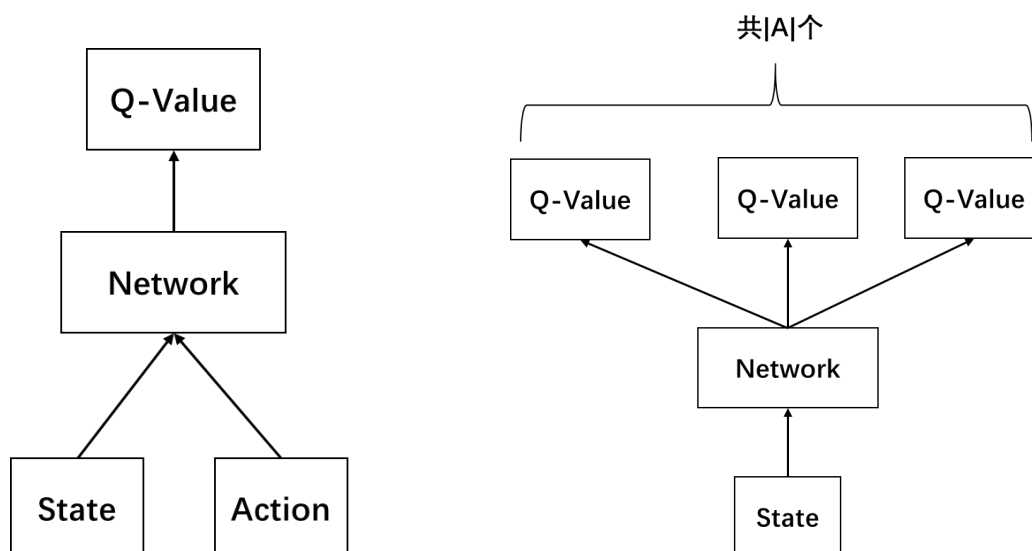 Q-Value
Network
State
Action
共|A|个
Q-Value
Q-Value
Q-Value
Network
State